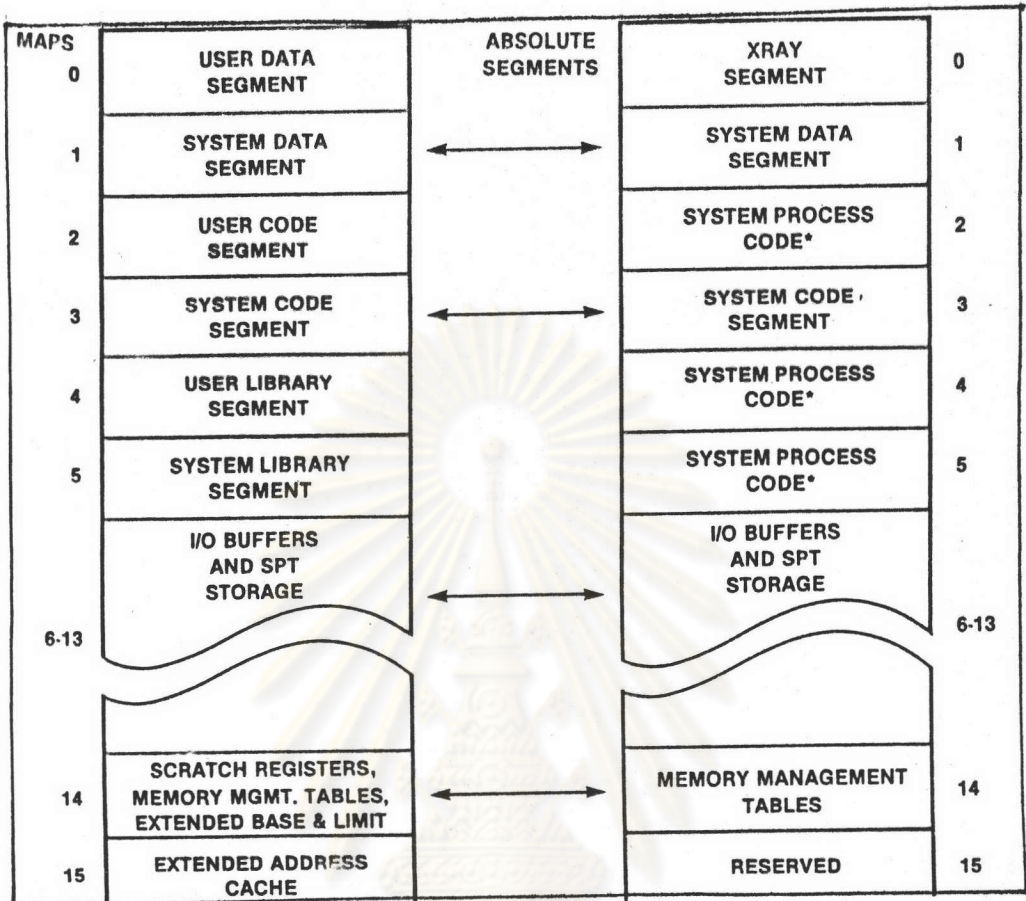 MAPS
ABSOLUTE
SEGMENTS
0
USER DATA
SEGMENT
XRAY
SEGMENT
0
1
SYSTEM DATA
SEGMENT
SYSTEM DATA
SEGMENT
1
2
USER CODE
SEGMENT
SYSTEM PROCESS
CODE*
2
3
SYSTEM CODE
SEGMENT
SYSTEM CODE
SEGMENT
3
4
USER LIBRARY
SEGMENT
SYSTEM PROCESS
CODE*
4
5
SYSTEM LIBRARY
SEGMENT
SYSTEM PROCESS
CODE*
5
6-13
I/O BUFFERS
AND SPT
STORAGE
I/O BUFFERS
AND SPT
STORAGE
6-13
14
SCRATCH REGISTERS,
MEMORY MGMT. TABLES,
EXTENDED BASE & LIMIT
MEMORY MANAGEMENT
TABLES
14
15
EXTENDED ADDRESS
CACHE
RESERVED
15